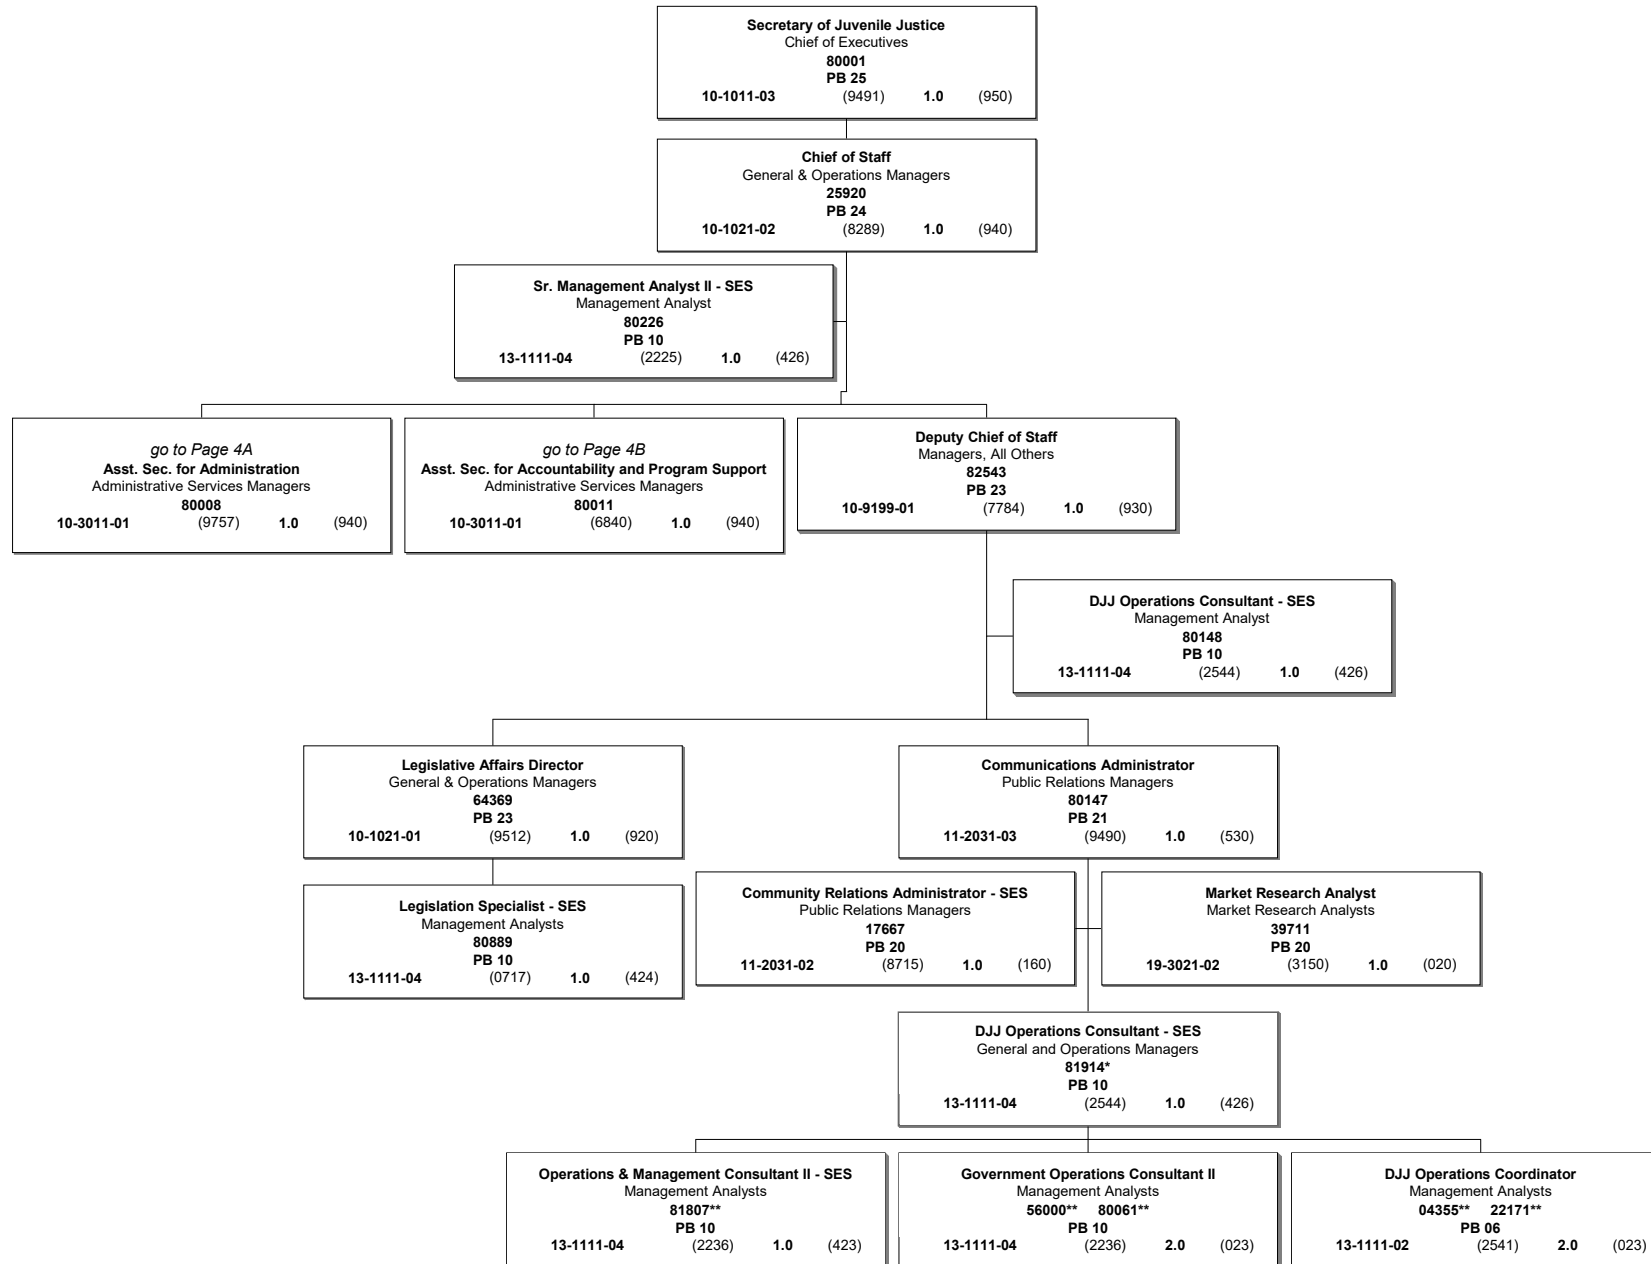 Secretary of Juvenile Justice
Chief of Executives
80001
PB 25
10-1011-03 (9491) 1.0 (950)
Chief of Staff
General & Operations Managers
25920
PB 24
10-1021-02 (8289) 1.0 (940)
Sr. Management Analyst II - SES
Management Analyst
80226
PB 10
13-1111-04 (2225) 1.0 (426)
go to Page 4A
Asst. Sec. for Administration
Administrative Services Managers
80008
10-3011-01 (9757) 1.0 (940)
go to Page 4B
Asst. Sec. for Accountability and Program Support
Administrative Services Managers
80011
10-3011-01 (6840) 1.0 (940)
Deputy Chief of Staff
Managers, All Others
82543
PB 23
10-9199-01 (7784) 1.0 (930)
DJJ Operations Consultant - SES
Management Analyst
80148
PB 10
13-1111-04 (2544) 1.0 (426)
Legislative Affairs Director
General & Operations Managers
64369
PB 23
10-1021-01 (9512) 1.0 (920)
Communications Administrator
Public Relations Managers
80147
PB 21
11-2031-03 (9490) 1.0 (530)
Legislation Specialist - SES
Management Analysts
80889
PB 10
13-1111-04 (0717) 1.0 (424)
Community Relations Administrator - SES
Public Relations Managers
17667
PB 20
11-2031-02 (8715) 1.0 (160)
Market Research Analyst
Market Research Analysts
39711
PB 20
19-3021-02 (3150) 1.0 (020)
DJJ Operations Consultant - SES
General and Operations Managers
81914*
PB 10
13-1111-04 (2544) 1.0 (426)
Operations & Management Consultant II - SES
Management Analysts
81807**
PB 10
13-1111-04 (2236) 1.0 (423)
Government Operations Consultant II
Management Analysts
56000** 80061**
PB 10
13-1111-04 (2236) 2.0 (023)
DJJ Operations Coordinator
Management Analysts
04355** 22171**
PB 06
13-1111-02 (2541) 2.0 (023)